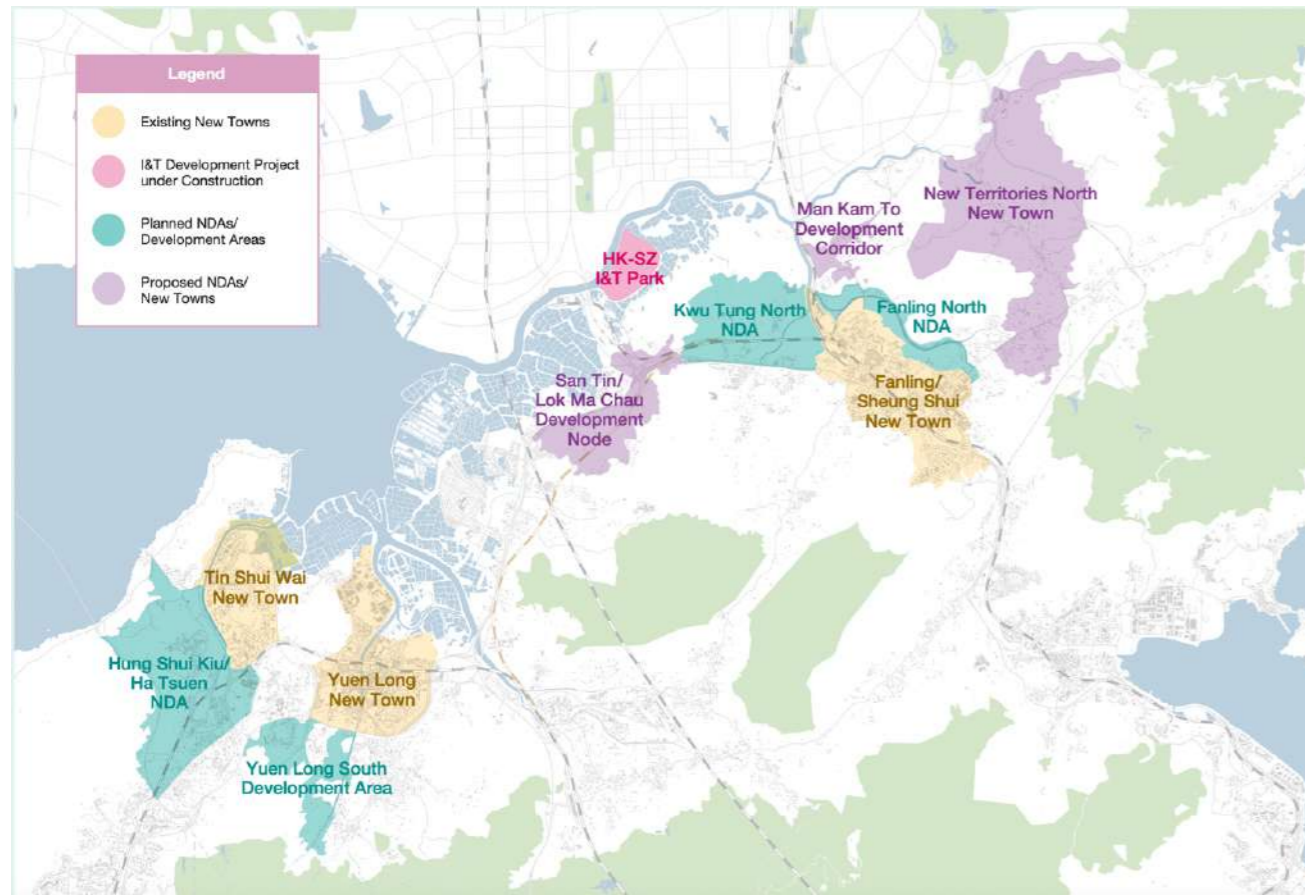 Legend
Existing New Towns
I&T Development Project
under Construction
Planned NDAs/
Development Areas
Proposed NDAs/
New Towns
New Territories North
New Town
Man Kam To
Development
Corridor
HK-SZ
I&T Park
Kwu Tung North
NDA
Fanling North
NDA
San Tin/
Lok Ma Chau
Development
Node
Fanling/
Sheung Shui
New Town
Tin Shui Wai
New Town
Hung Shui Kiu/
Ha Tsuen
NDA
Yuen Long
New Town
Yuen Long South
Development Area